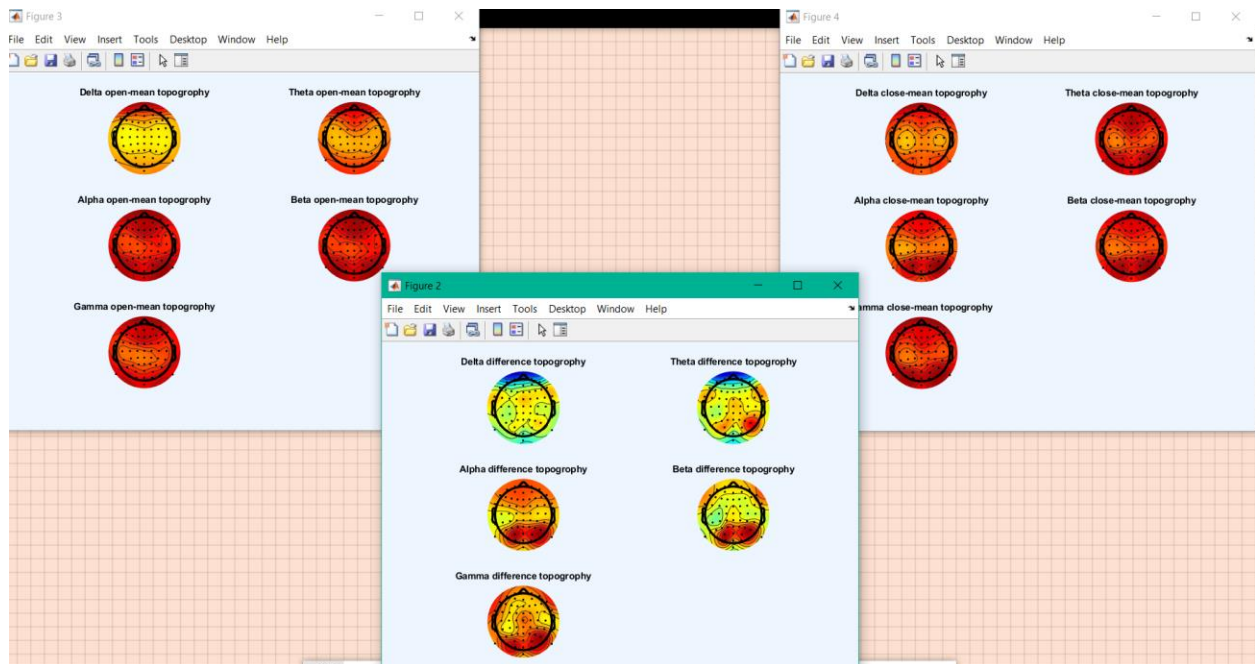 Figure 3
File Edit View Insert Tools Desktop Window Help
Delta open-mean topography
Theta open-mean topography
Alpha open-mean topography
Beta open-mean topography
Gamma open-mean topography
Figure 4
File Edit View Insert Tools Desktop Window Help
Delta close-mean topography
Theta close-mean topography
Alpha close-mean topography
Beta close-mean topography
amma close-mean topography
Figure 2
File Edit View Insert Tools Desktop Window Help
Delta difference topography
Theta difference topography
Alpha difference topography
Beta difference topography
Gamma difference topography